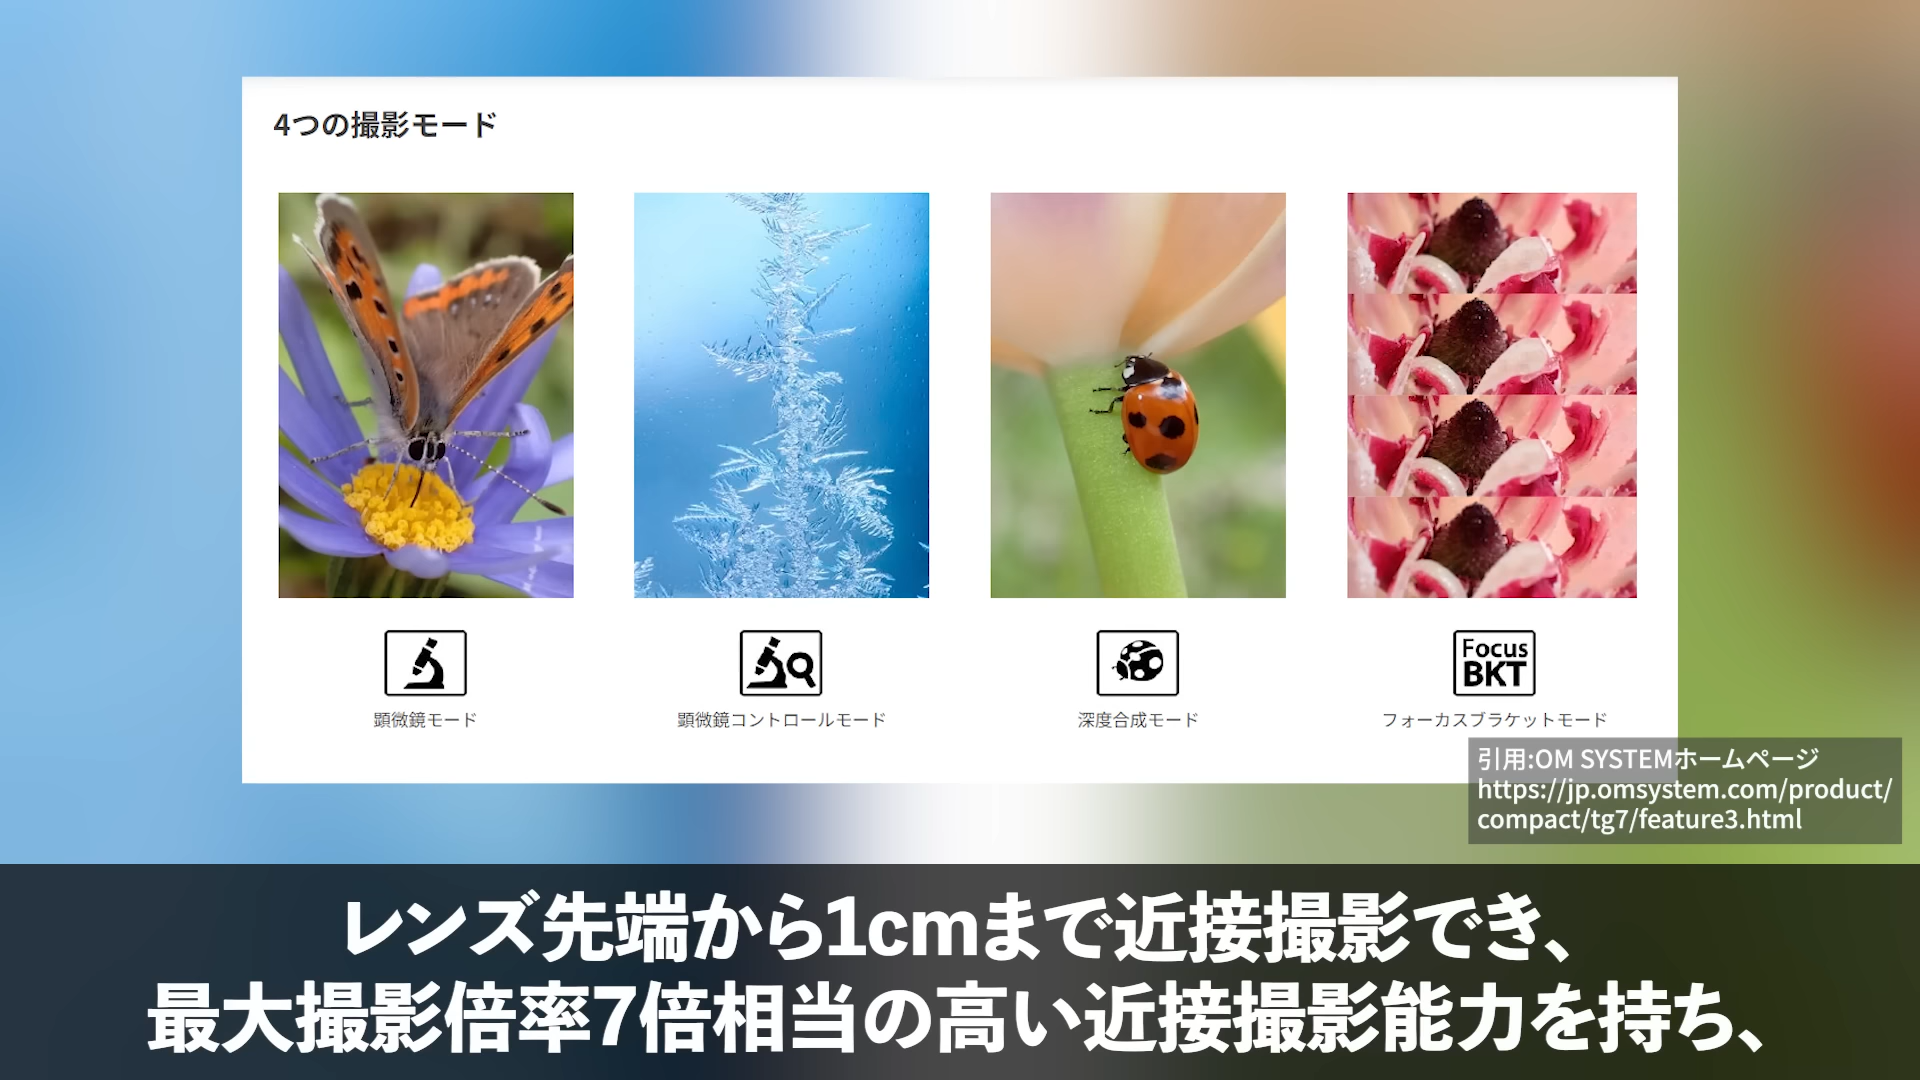 4つの撮影モード
Focus
BKT
顕微鏡モード
顕微鏡コントロールモード
深度合成モード
フォーカスブラケットモード
引用:OM SYSTEMホームページ
https://jp.omsystem.com/product/
compact/tg7/feature3.html
レンズ先端から1cmまで近接撮影でき、
最大撮影倍率7倍相当の高い近接撮影能力を持ち、